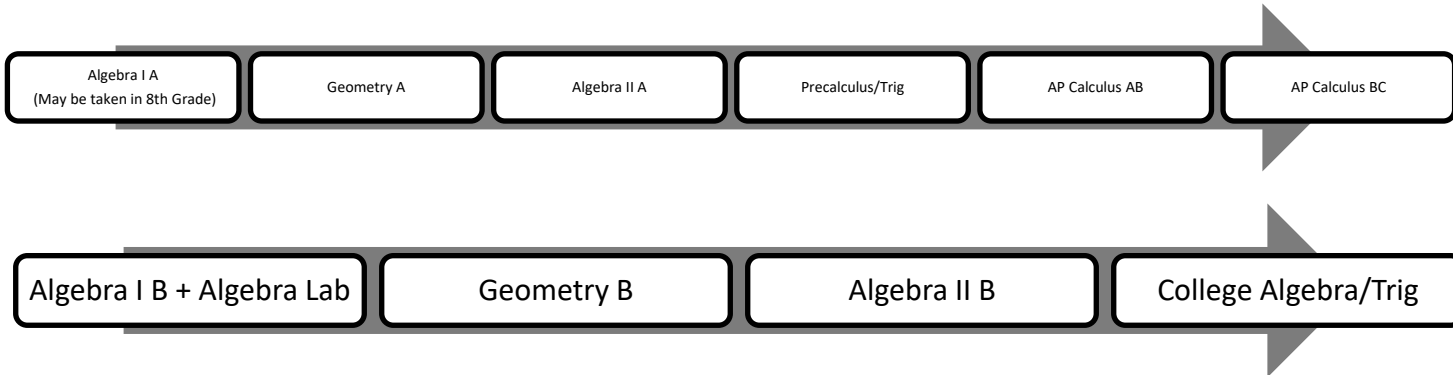 Algebra I A
(May be taken in 8th Grade)
Geometry A
Algebra II A
Precalculus/Trig
AP Calculus AB
AP Calculus BC
Algebra I B + Algebra Lab
Geometry B
Algebra II B
College Algebra/Trig